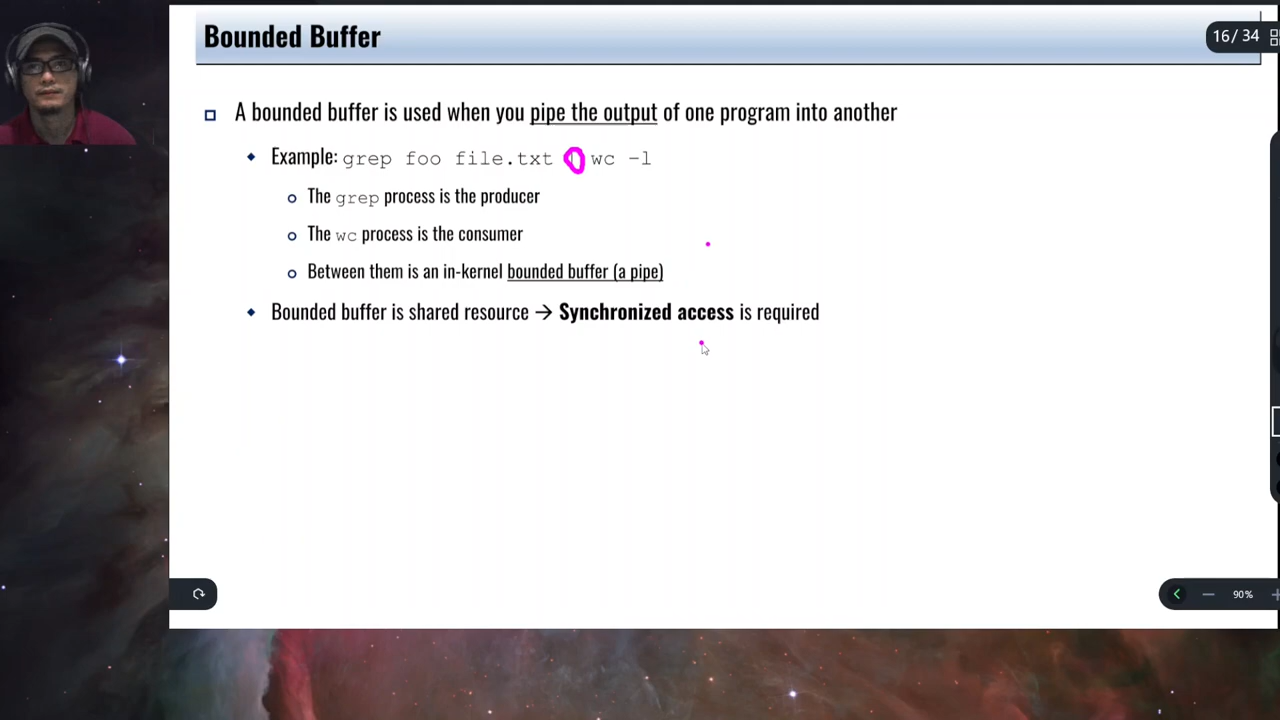 Bounded Buffer
16 / 34
A bounded buffer is used when you pipe the output of one program into another
Example: grep foo file.txt | wc -l
The grep process is the producer
The wc process is the consumer
Between them is an in-kernel bounded buffer (a pipe)
Bounded buffer is shared resource → Synchronized access is required
90%